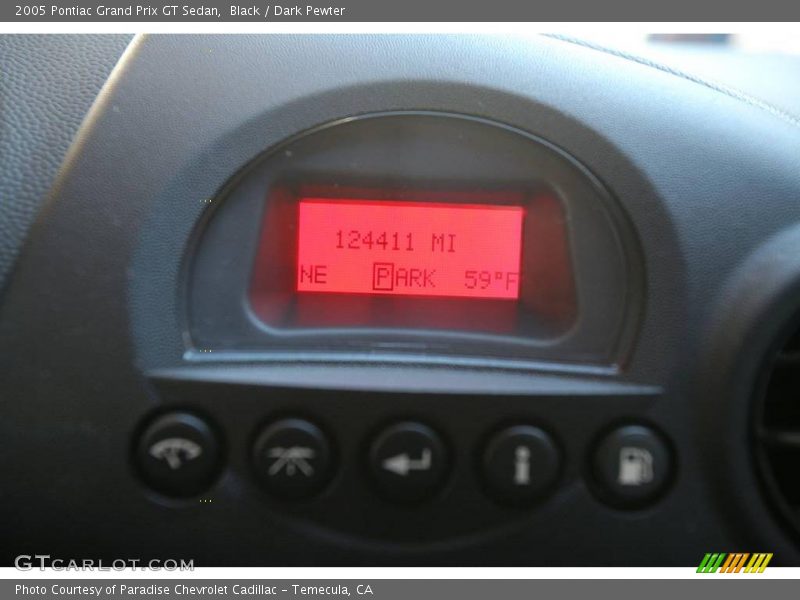 2005 Pontiac Grand Prix GT Sedan, Black / Dark Pewter
124411 MI
NE PARK 59°F
i
GTCARLOT.COM
Photo Courtesy of Paradise Chevrolet Cadillac – Temecula, CA